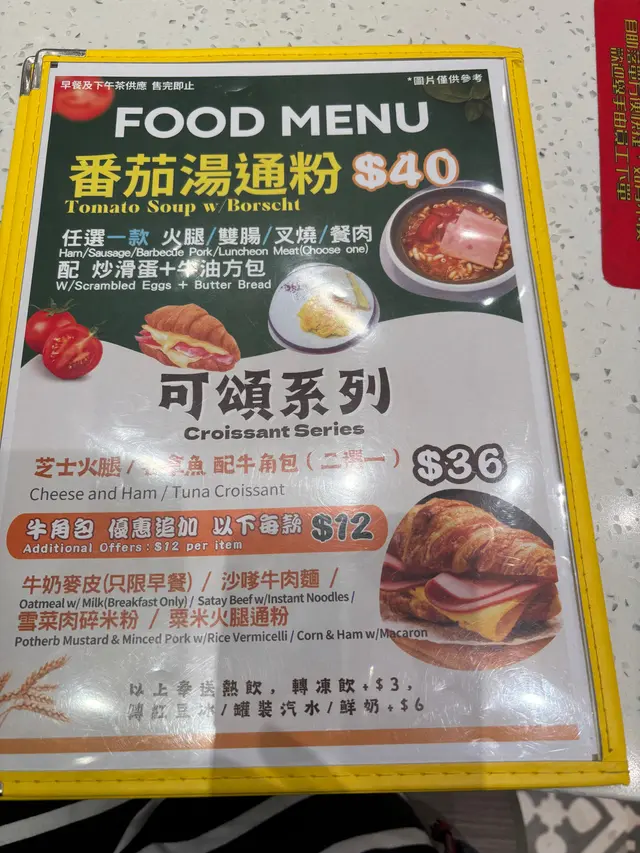 早餐及下午茶供應 售完即止
*圖片僅供參考
FOOD MENU
番茄湯通粉 $40
Tomato Soup w/Borscht
任選一款 火腿/雙腸/叉燒/餐肉
Ham/Sausage/Barbecue Pork/Luncheon Meat(Choose one)
配 炒滑蛋+牛油方包
W/Scrambled Eggs + Butter Bread
可頌系列
Croissant Series
芝士火腿 / 魚 配牛角包 ( 二選一 ) $36
Cheese and Ham / Tuna Croissant
牛角包 優惠追加 以下每款 $12
Additional Offers : $12 per item
牛奶麥皮(只限早餐) / 沙嗲牛肉麵 /
Oatmeal w/ Milk(Breakfast Only) / Satay Beef w/Instant Noodles /
雪菜肉碎米粉 / 粟米火腿通粉
Potherb Mustard & Minced Pork w/Rice Vermicelli / Corn & Ham w/Macaron
以上奉送熱飲, 轉凍飲+$3,
轉紅豆冰/罐裝汽水/鮮奶+$6